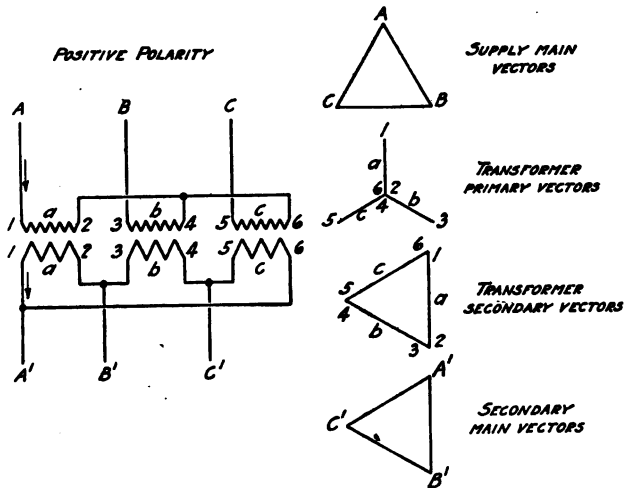 POSITIVE POLARITY
A B C
1 a 2 3 b 4 5 c 6
1 a 2 3 b 4 5 c 6
A' B' C'
A
C B
SUPPLY MAIN
VECTORS
1
a
6 2
5 c 4 b 3
TRANSFORMER
PRIMARY VECTORS
6 1
c
5 a
4
b
3 2
TRANSFORMER
SECONDARY VECTORS
A'
C'
B'
SECONDARY
MAIN VECTORS